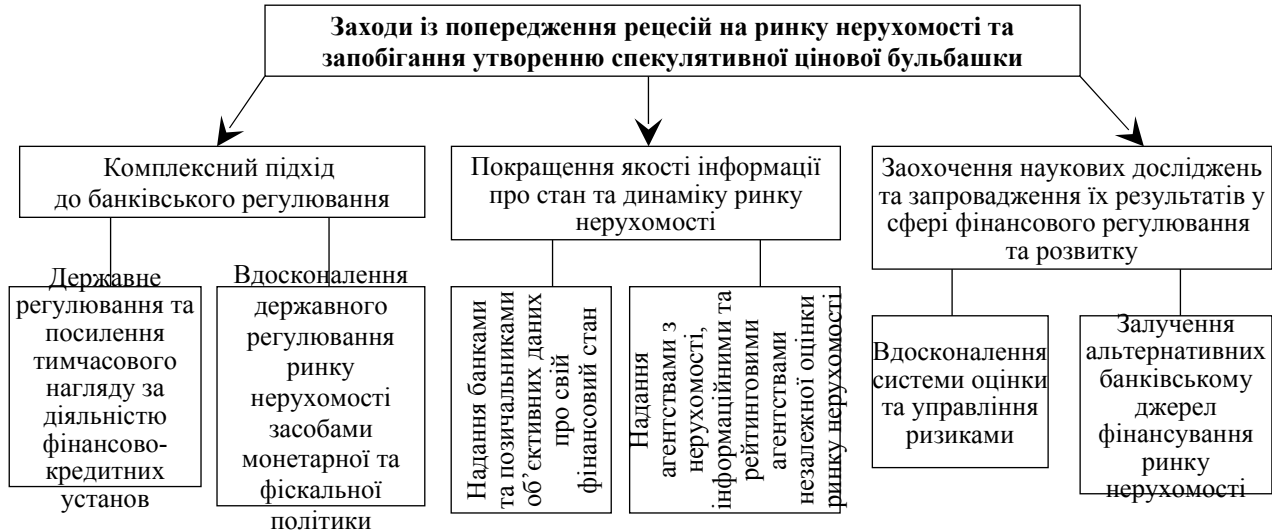 Заходи із попередження рецесій на ринку нерухомості та
запобігання утворенню спекулятивної цінової бульбашки
Комплексний підхід
до банківського регулювання
Державне
регулювання та
посилення
тимчасового
нагляду за
діяльністю
фінансово-
кредитних
установ
Вдосконалення
державного
регулювання
ринку
нерухомості
засобами
монетарної та
фіскальної
політики
Покращення якості інформації
про стан та динаміку ринку
нерухомості
Надання банками
та позичальниками
об’єктивних даних
про свій
фінансовий стан
Надання
агентствами з
нерухомості,
інформаційними та
рейтинговими
агентствами
незалежної оцінки
ринку нерухомості
Заохочення наукових досліджень
та запровадження їх результатів у
сфері фінансового регулювання
та розвитку
Вдосконалення
системи оцінки
та управління
ризиками
Залучення
альтернативних
банківському
джерел
фінансування
ринку
нерухомості